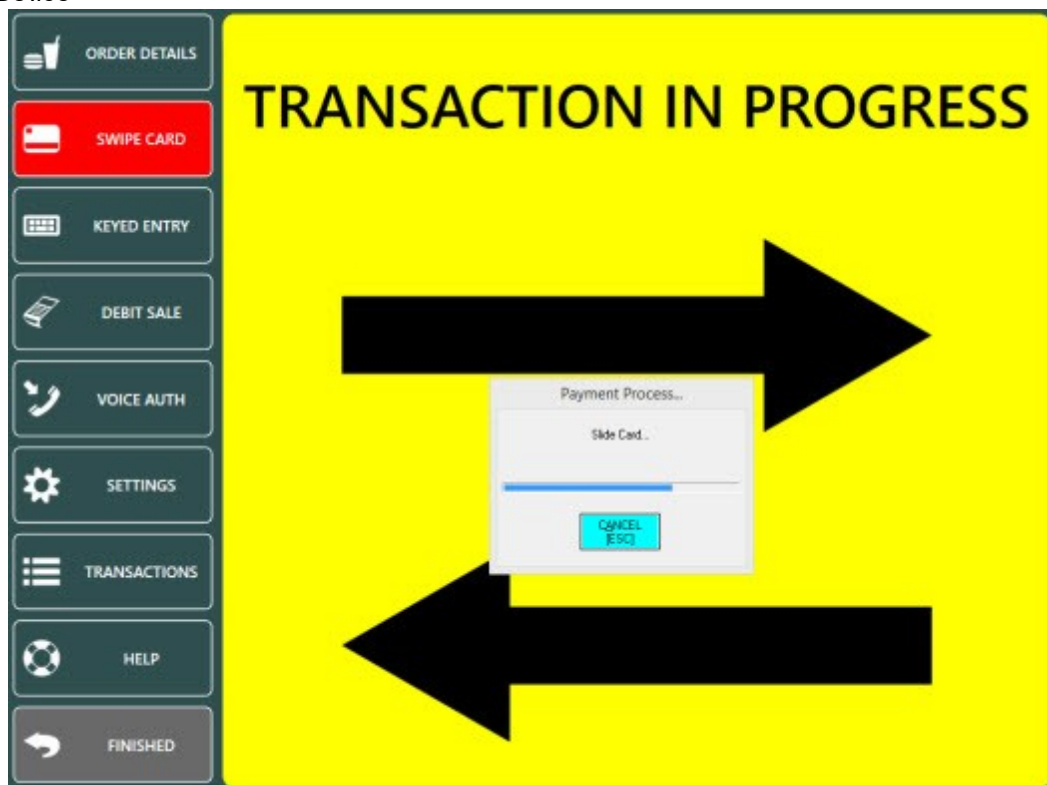 ORDER DETAILS
SWIPE CARD
KEYED ENTRY
DEBIT SALE
VOICE AUTH
SETTINGS
TRANSACTIONS
HELP
FINISHED
TRANSACTION IN PROGRESS
Payment Process...
Slide Card...
CANCEL
[ESC]